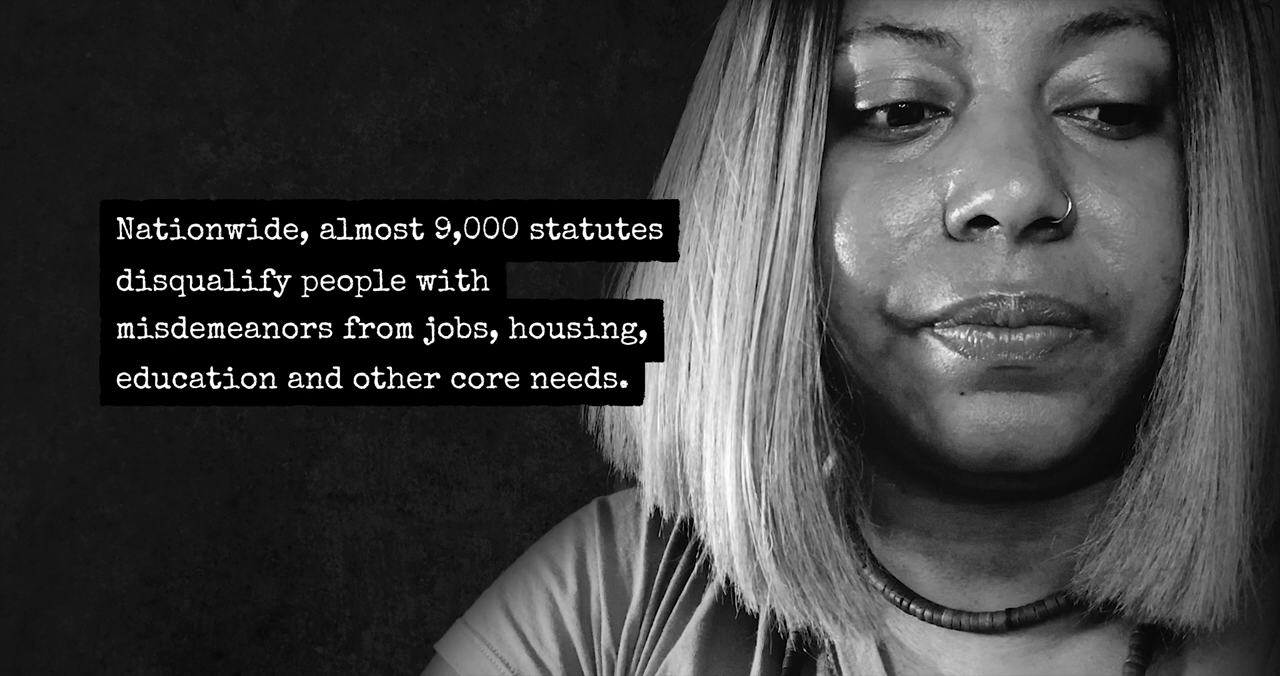 Nationwide, almost 9,000 statutes
disqualify people with
misdemeanors from jobs, housing,
education and other core needs.